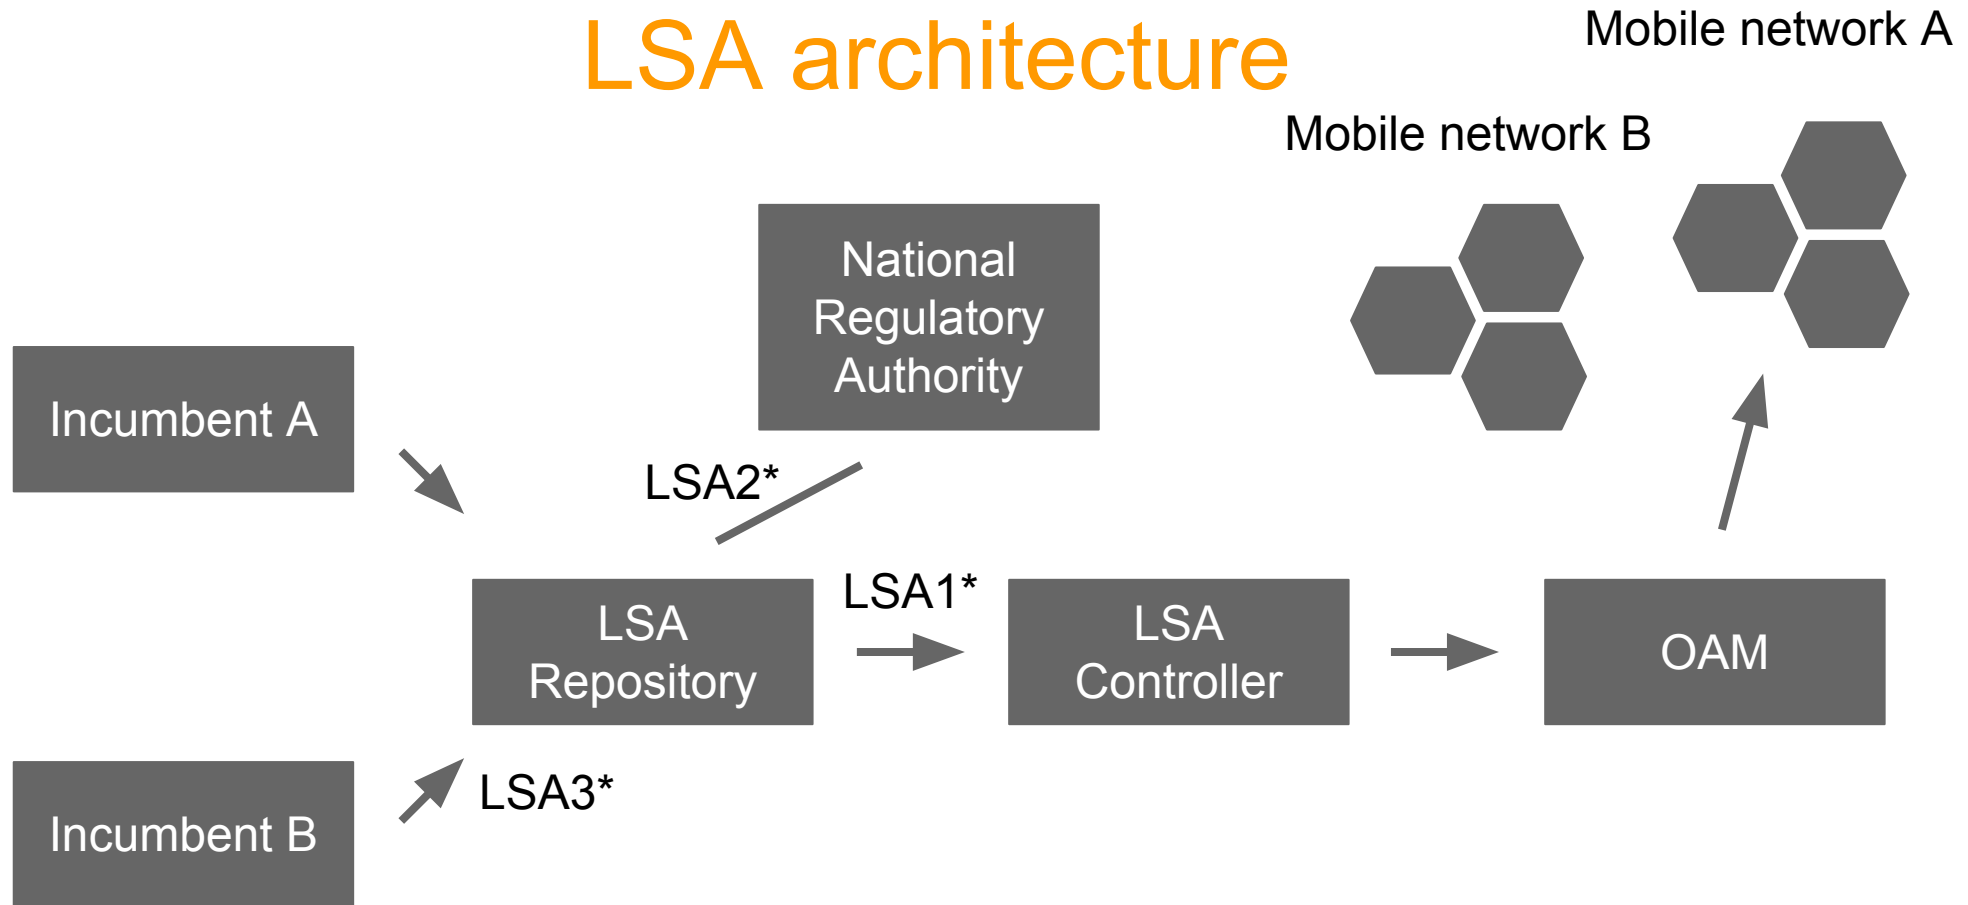 LSA architecture
Mobile network A
Mobile network B
National
Regulatory
Authority
Incumbent A
LSA2*
LSA1*
LSA
Repository
LSA
Controller
OAM
LSA3*
Incumbent B